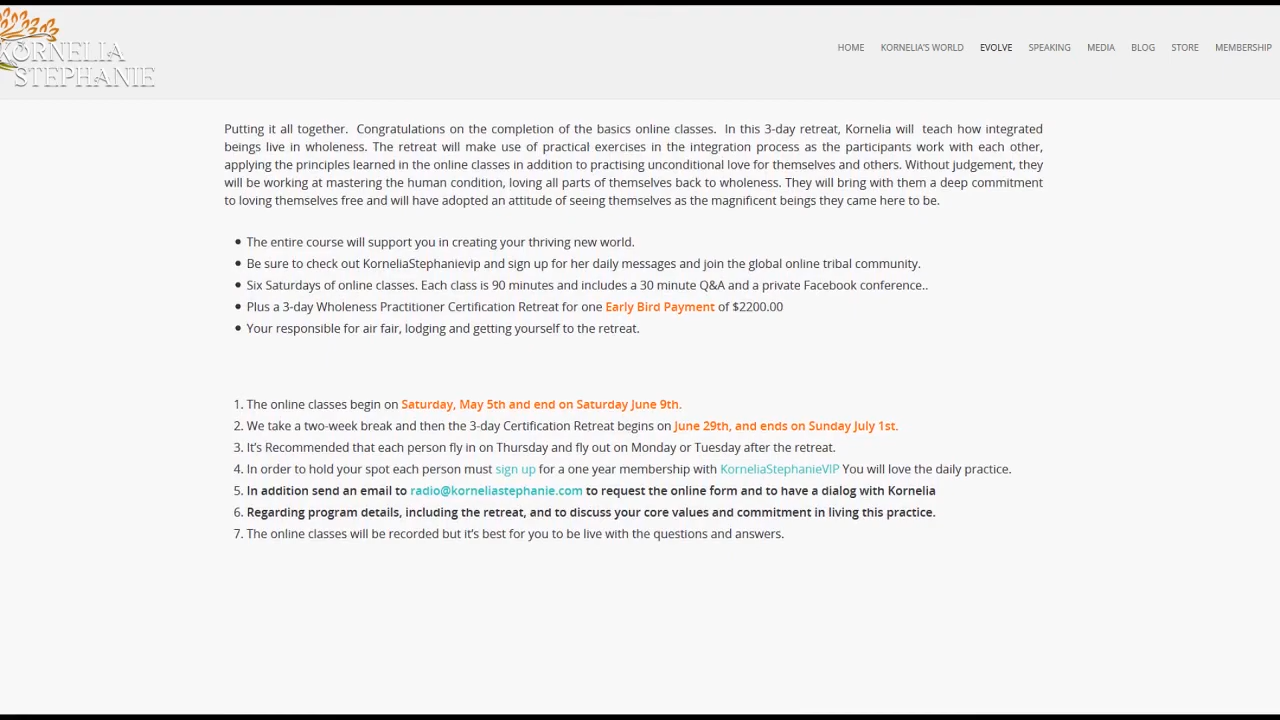 KORNELIA
STEPHANIE
HOME KORNELIA'S WORLD EVOLVE SPEAKING MEDIA BLOG STORE MEMBERSHIP
Putting it all together. Congratulations on the completion of the basics online classes. In this 3-day retreat, Kornelia will teach how integrated
beings live in wholeness. The retreat will make use of practical exercises in the integration process as the participants work with each other,
applying the principles learned in the online classes in addition to practising unconditional love for themselves and others. Without judgement, they
will be working at mastering the human condition, loving all parts of themselves back to wholeness. They will bring with them a deep commitment
to loving themselves free and will have adopted an attitude of seeing themselves as the magnificent beings they came here to be.
• The entire course will support you in creating your thriving new world.
• Be sure to check out KorneliaStephanievip and sign up for her daily messages and join the global online tribal community.
• Six Saturdays of online classes. Each class is 90 minutes and includes a 30 minute Q&A and a private Facebook conference..
• Plus a 3-day Wholeness Practitioner Certification Retreat for one Early Bird Payment of $2200.00
• Your responsible for air fair, lodging and getting yourself to the retreat.
1. The online classes begin on Saturday, May 5th and end on Saturday June 9th.
2. We take a two-week break and then the 3-day Certification Retreat begins on June 29th, and ends on Sunday July 1st.
3. It's Recommended that each person fly in on Thursday and fly out on Monday or Tuesday after the retreat.
4. In order to hold your spot each person must sign up for a one year membership with KorneliaStephanieVIP You will love the daily practice.
5. In addition send an email to radio@korneliastephanie.com to request the online form and to have a dialog with Kornelia
6. Regarding program details, including the retreat, and to discuss your core values and commitment in living this practice.
7. The online classes will be recorded but it's best for you to be live with the questions and answers.